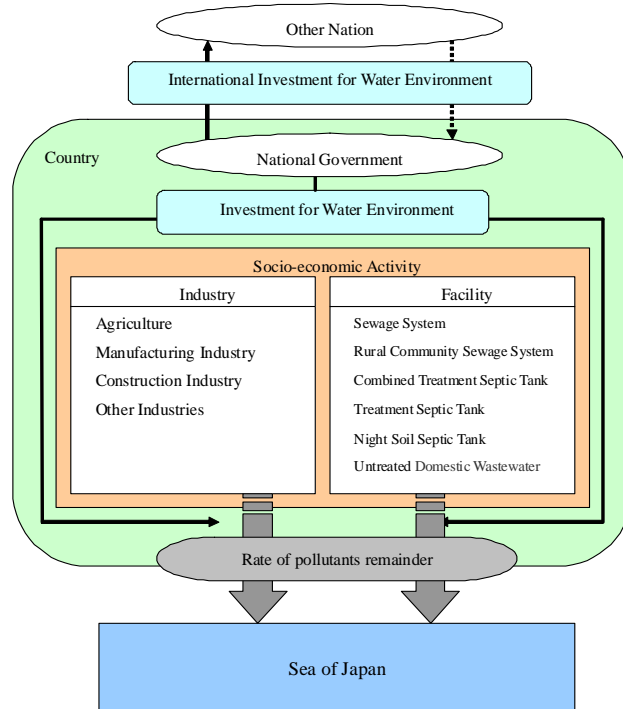 Other Nation
International Investment for Water Environment
Country
National Government
Investment for Water Environment
Socio-economic Activity
Industry
Agriculture
Manufacturing Industry
Construction Industry
Other Industries
Facility
Sewage System
Rural Community Sewage System
Combined Treatment Septic Tank
Treatment Septic Tank
Night Soil Septic Tank
Untreated Domestic Wastewater
Rate of pollutants remainder
Sea of Japan